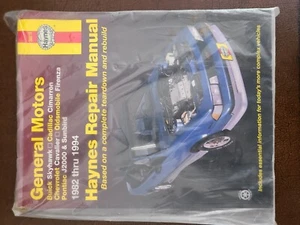 Haynes
General Motors
Buick Skyhawk □ Cadillac Cimarron
Chevrolet Cavalier □ Oldsmobile Firenza
Pontiac J2000 & Sunbird
1982 thru 1994
Haynes Repair Manual
Based on a complete teardown and rebuild
Includes essential information for today's more complex vehicles